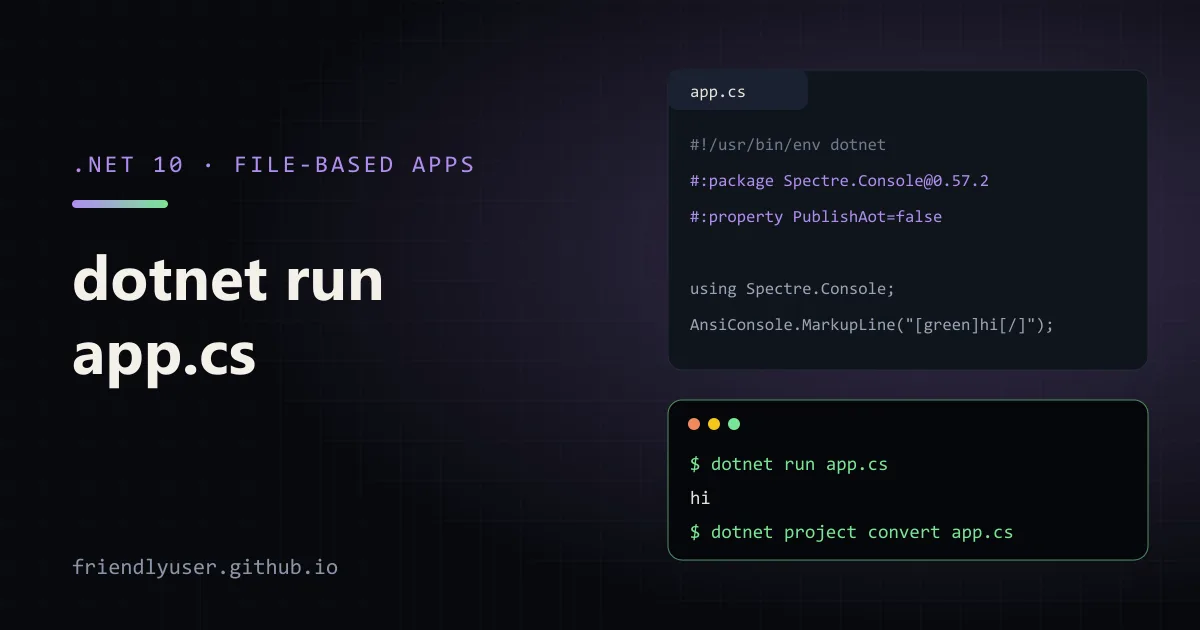 .NET 10 · FILE-BASED APPS
dotnet run
app.cs
friendlyuser.github.io
app.cs
#!/usr/bin/env dotnet
#:package Spectre.Console@0.57.2
#:property PublishAot=false
using Spectre.Console;
AnsiConsole.MarkupLine("[green]hi[/]");
$ dotnet run app.cs
hi
$ dotnet project convert app.cs